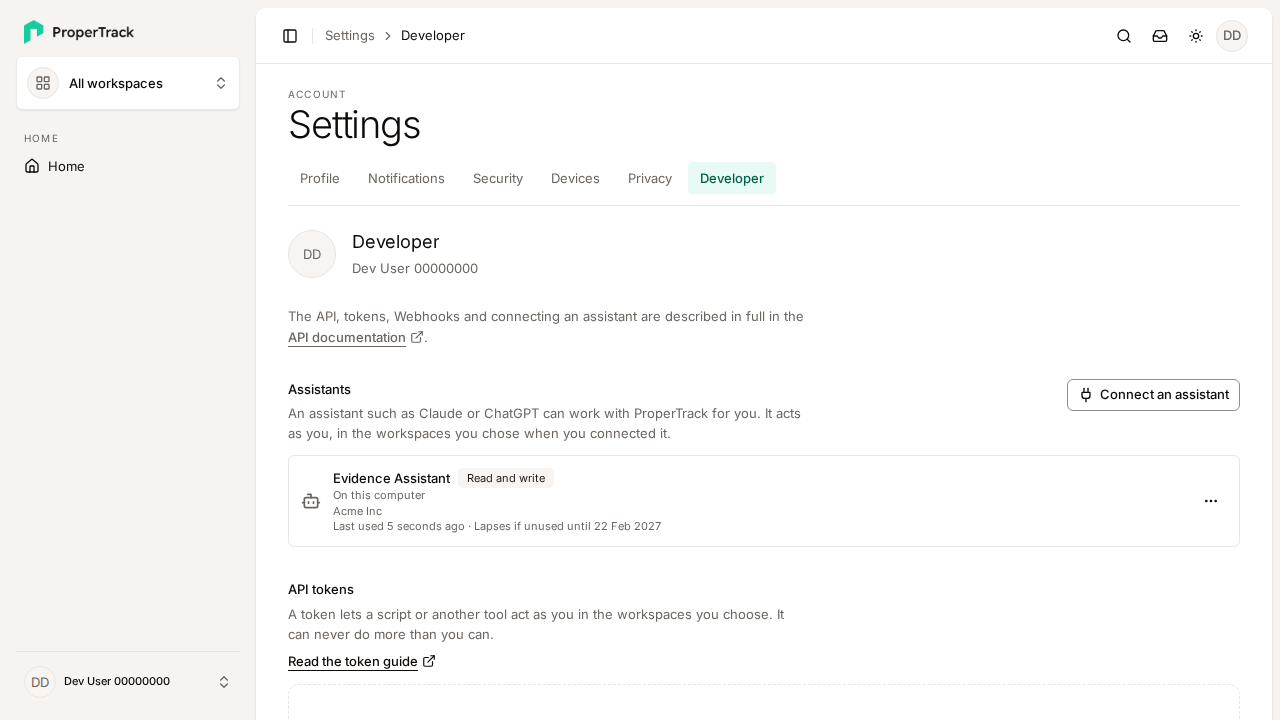 ProperTrack
All workspaces
HOME
Home
DD
Dev User 00000000
Settings
Developer
DD
ACCOUNT
Settings
Profile
Notifications
Security
Devices
Privacy
Developer
DD
Developer
Dev User 00000000
The API, tokens, Webhooks and connecting an assistant are described in full in the
API documentation.
Assistants
Connect an assistant
An assistant such as Claude or ChatGPT can work with ProperTrack for you. It acts
as you, in the workspaces you chose when you connected it.
Evidence Assistant
Read and write
On this computer
Acme Inc
Last used 5 seconds ago · Lapses if unused until 22 Feb 2027
API tokens
A token lets a script or another tool act as you in the workspaces you choose. It
can never do more than you can.
Read the token guide